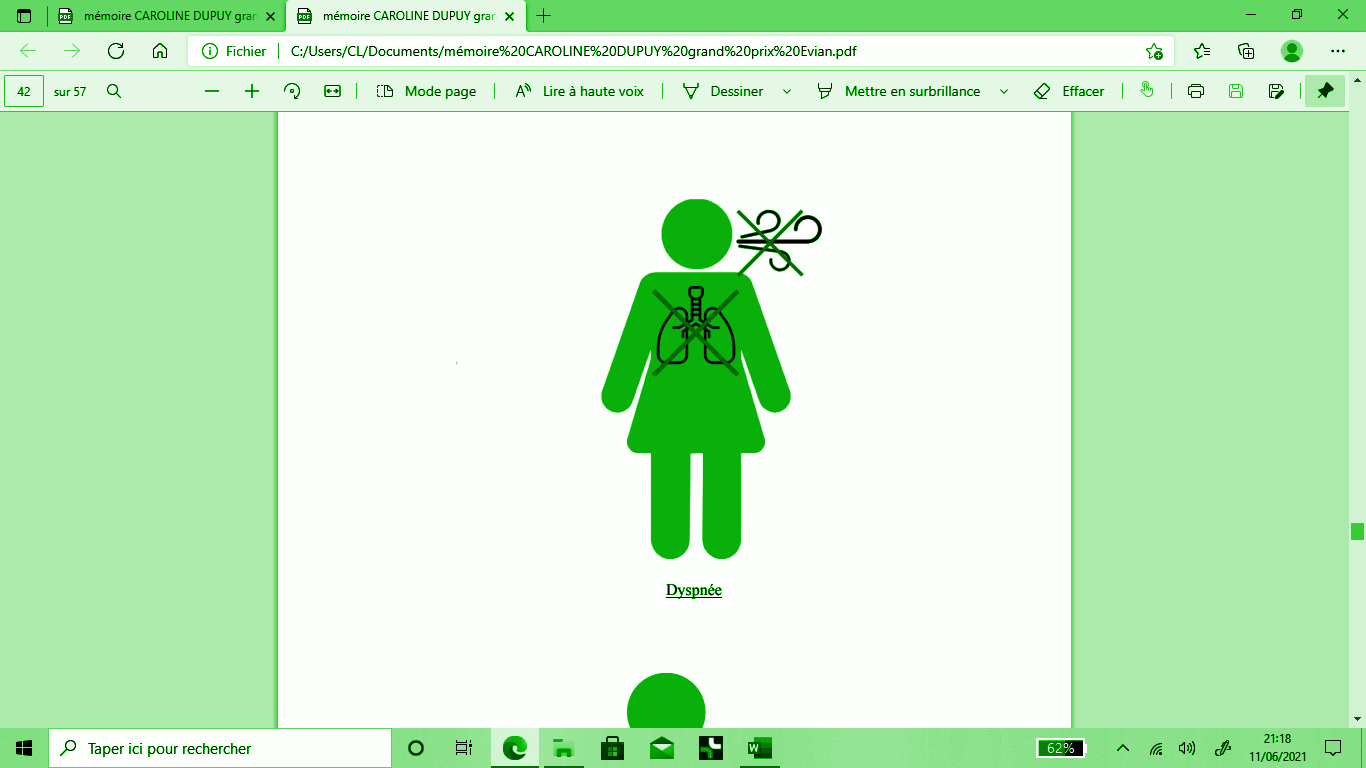 mémoire CAROLINE DUPUY gran
mémoire CAROLINE DUPUY gran
Fichier
C:/Users/CL/Documents/mémoire%20CAROLINE%20DUPUY%20grand%20prix%20Evian.pdf
42 sur 57
Mode page
Lire à haute voix
Dessiner
Mettre en surbrillance
Effacer
Dyspnée
Taper ici pour rechercher
62%
21:18
11/06/2021